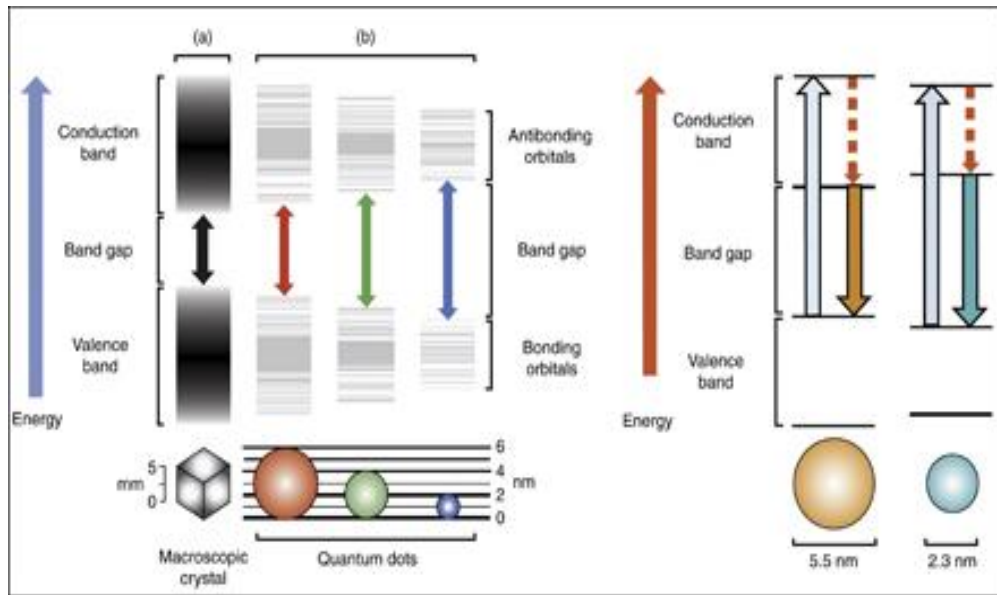 (a)
(b)
Conduction
band
Antibonding
orbitals
Band gap
Band gap
Valence
band
Bonding
orbitals
Energy
5
mm
0
6
4
nm
2
0
Macroscopic
crystal
Quantum dots
Conduction
band
Band gap
Valence
band
Energy
5.5 nm
2.3 nm